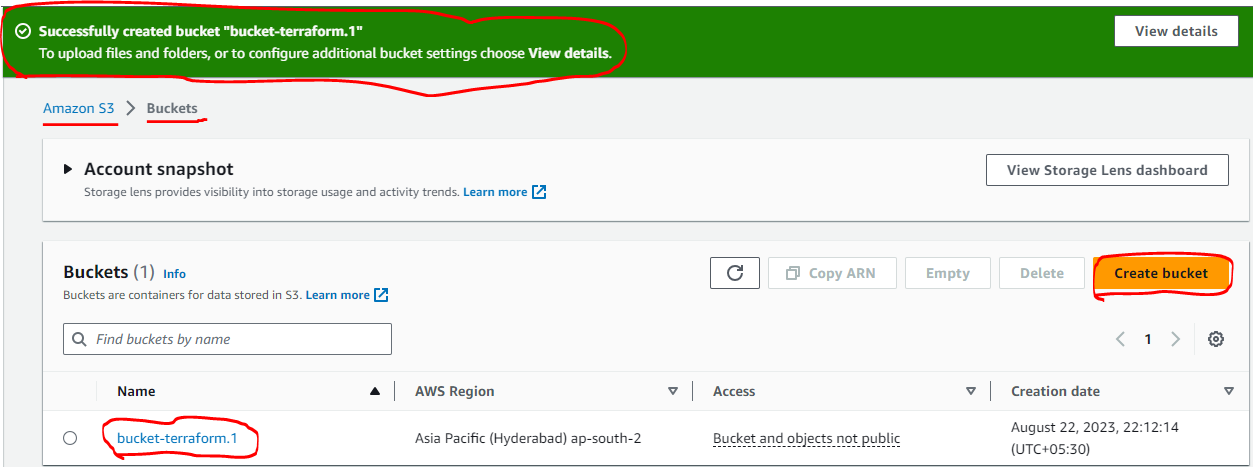 Successfully created bucket "bucket-terraform.1"
To upload files and folders, or to configure additional bucket settings choose View details.
View details
Amazon S3 > Buckets
Account snapshot
Storage lens provides visibility into storage usage and activity trends. Learn more
View Storage Lens dashboard
Buckets (1) Info
Buckets are containers for data stored in S3. Learn more
Copy ARN
Empty
Delete
Create bucket
Find buckets by name
1
Name AWS Region Access Creation date
bucket-terraform.1 Asia Pacific (Hyderabad) ap-south-2 Bucket and objects not public August 22, 2023, 22:12:14
(UTC+05:30)